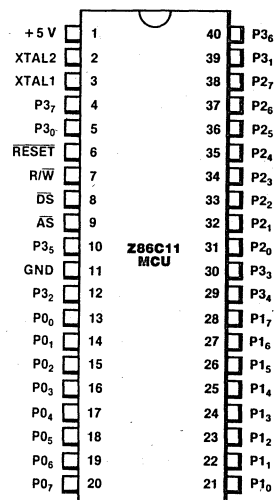 +5 V 1 40 P3₆
XTAL2 2 39 P3₁
XTAL1 3 38 P2₇
P3₇ 4 37 P2₆
P3₀ 5 36 P2₅
R̅E̅S̅E̅T̅ 6 35 P2₄
R/W̅ 7 34 P2₃
D̅S̅ 8 33 P2₂
A̅S̅ 9 32 P2₁
P3₅ 10 Z86C11 31 P2₀
GND 11 MCU 30 P3₃
P3₂ 12 29 P3₄
P0₀ 13 28 P1₇
P0₁ 14 27 P1₆
P0₂ 15 26 P1₅
P0₃ 16 25 P1₄
P0₄ 17 24 P1₃
P0₅ 18 23 P1₂
P0₆ 19 22 P1₁
P0₇ 20 21 P1₀